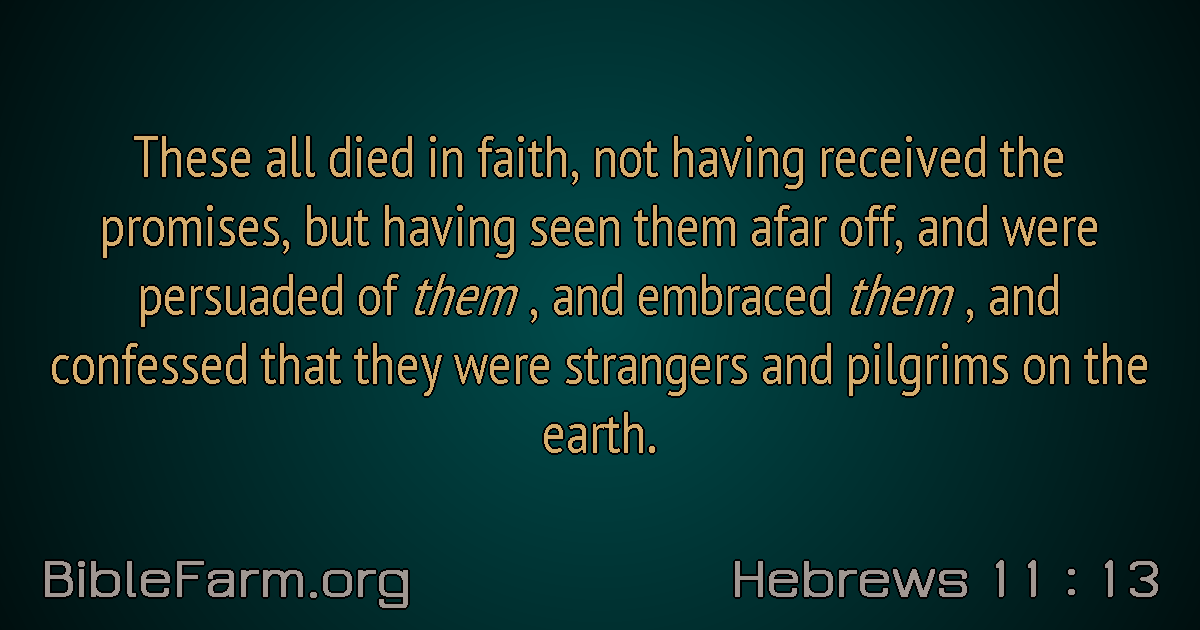 These all died in faith, not having received the
promises, but having seen them afar off, and were
persuaded of them , and embraced them , and
confessed that they were strangers and pilgrims on the
earth.
BibleFarm.org
Hebrews 11 : 13